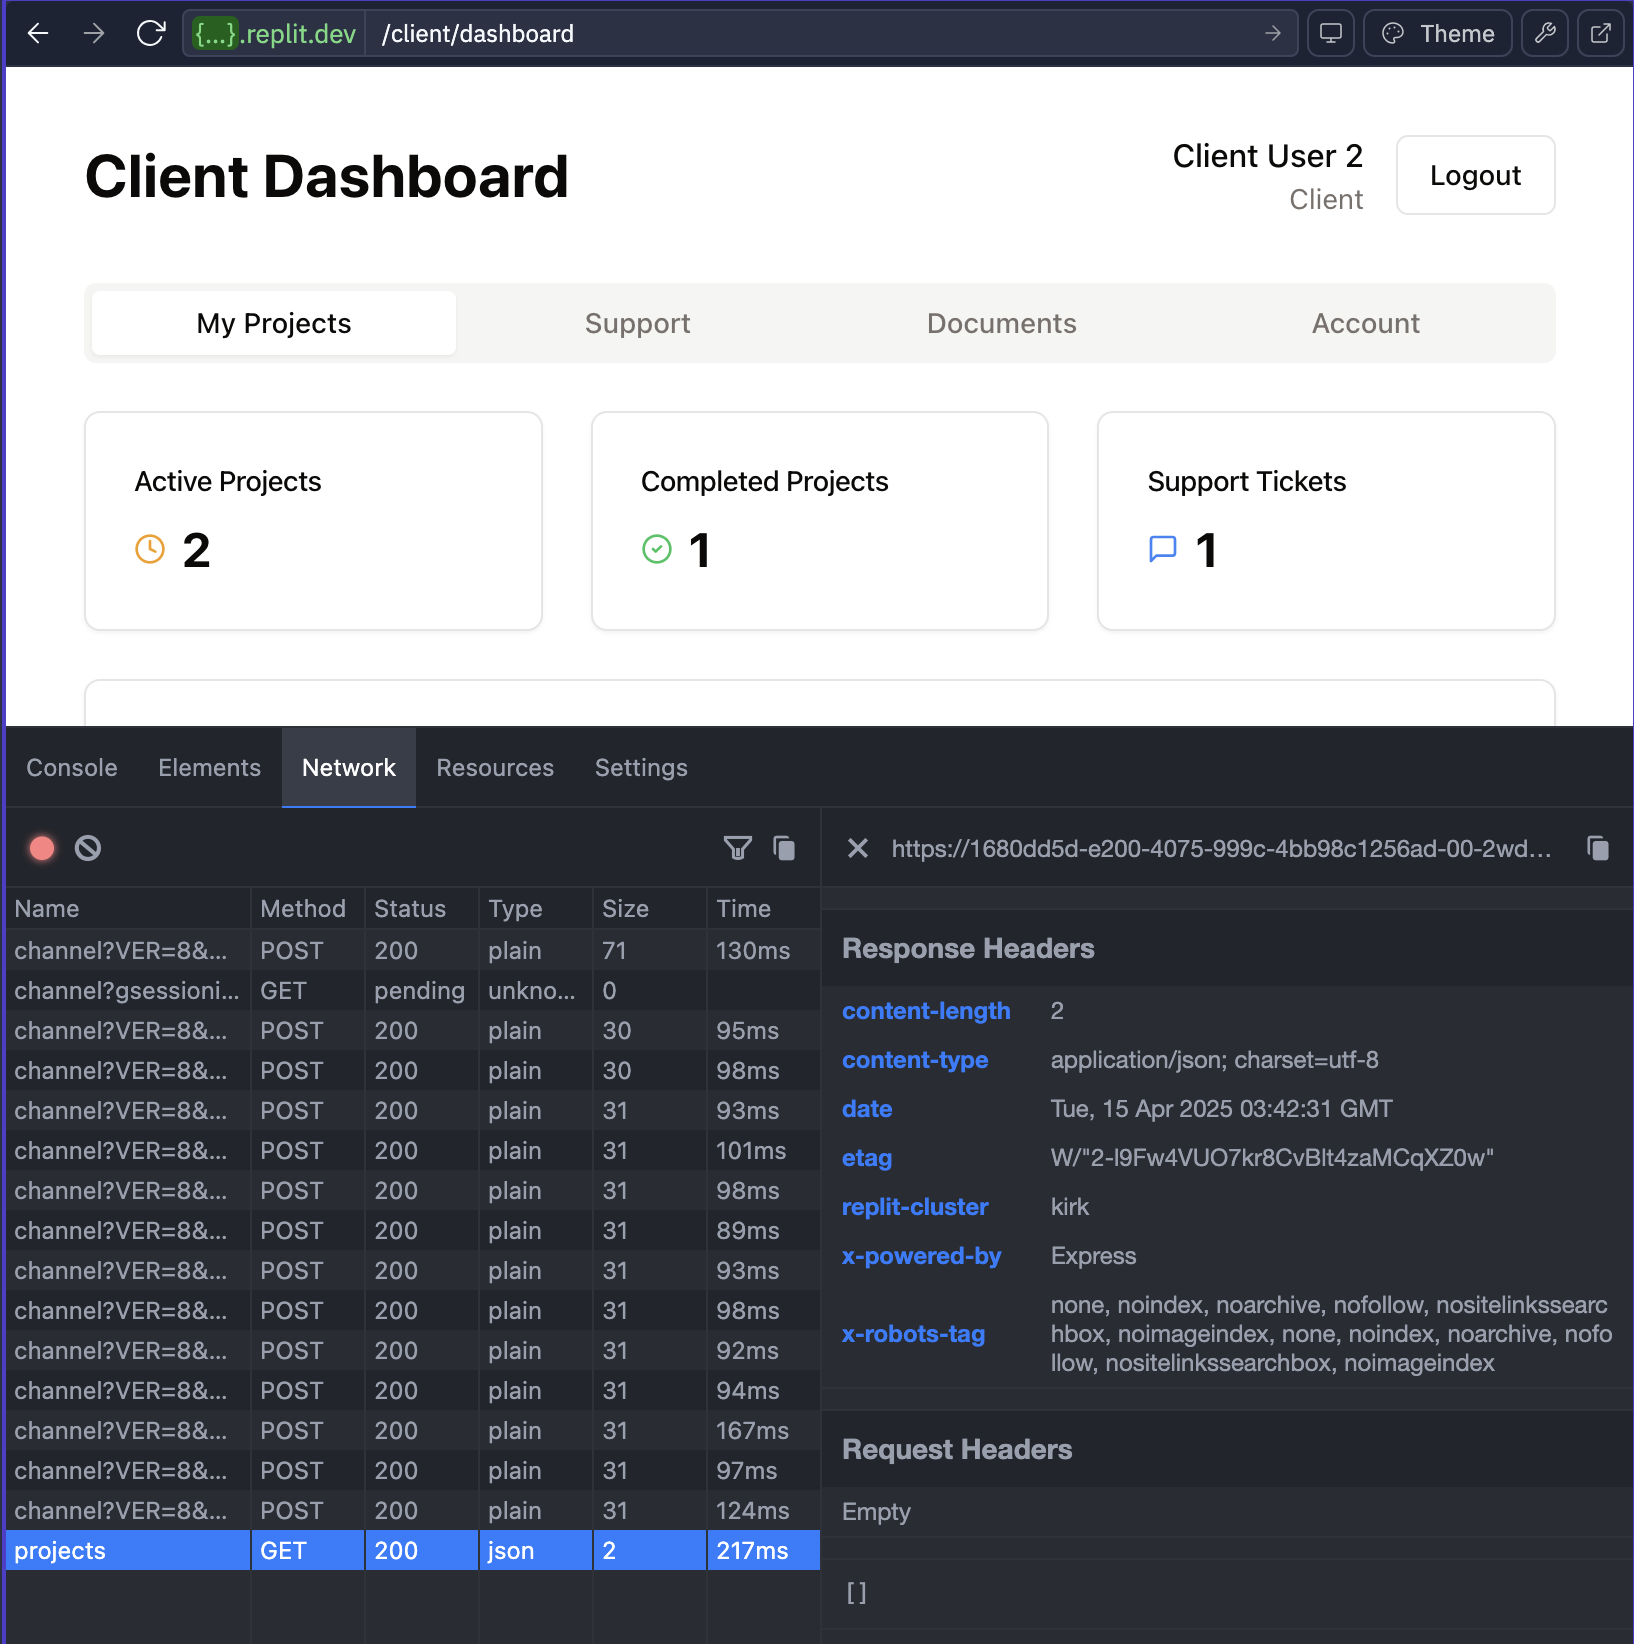 {...}.replit.dev /client/dashboard Theme
Client Dashboard
Client User 2
Client
Logout
My Projects Support Documents Account
Active Projects
2
Completed Projects
1
Support Tickets
1
Console Elements Network Resources Settings
https://1680dd5d-e200-4075-999c-4bb98c1256ad-00-2wd...
Name Method Status Type Size Time
channel?VER=8&... POST 200 plain 71 130ms
channel?gsessioni... GET pending unkno... 0
channel?VER=8&... POST 200 plain 30 95ms
channel?VER=8&... POST 200 plain 30 98ms
channel?VER=8&... POST 200 plain 31 93ms
channel?VER=8&... POST 200 plain 31 101ms
channel?VER=8&... POST 200 plain 31 98ms
channel?VER=8&... POST 200 plain 31 89ms
channel?VER=8&... POST 200 plain 31 93ms
channel?VER=8&... POST 200 plain 31 98ms
channel?VER=8&... POST 200 plain 31 92ms
channel?VER=8&... POST 200 plain 31 94ms
channel?VER=8&... POST 200 plain 31 167ms
channel?VER=8&... POST 200 plain 31 97ms
channel?VER=8&... POST 200 plain 31 124ms
projects GET 200 json 2 217ms
Response Headers
content-length 2
content-type application/json; charset=utf-8
date Tue, 15 Apr 2025 03:42:31 GMT
etag W/"2-l9Fw4VUO7kr8CvBlt4zaMCqXZ0w"
replit-cluster kirk
x-powered-by Express
x-robots-tag none, noindex, noarchive, nofollow, nositelinkssearc
hbox, noimageindex, none, noindex, noarchive, nofo
llow, nositelinkssearchbox, noimageindex
Request Headers
Empty
[]